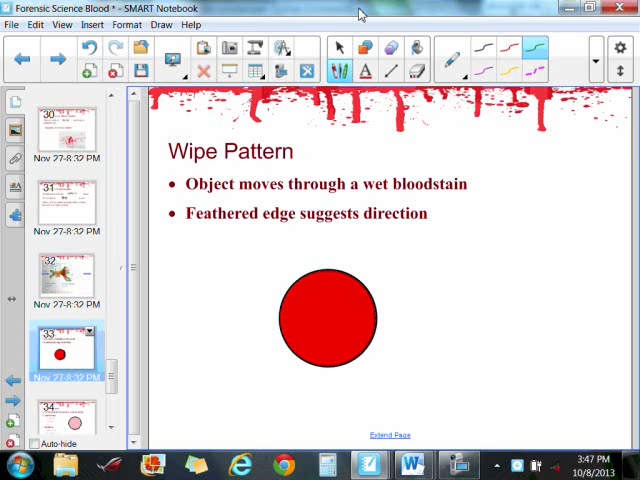 Forensic Science Blood * - SMART Notebook
File Edit View Insert Format Draw Help
30
Nov 27-8:32 PM
31
Nov 27-8:32 PM
32
Nov 27-8:32 PM
33
Nov 27-8:32 PM
34
Auto-hide
Wipe Pattern
• Object moves through a wet bloodstain
• Feathered edge suggests direction
Extend Page
3:47 PM
10/8/2013